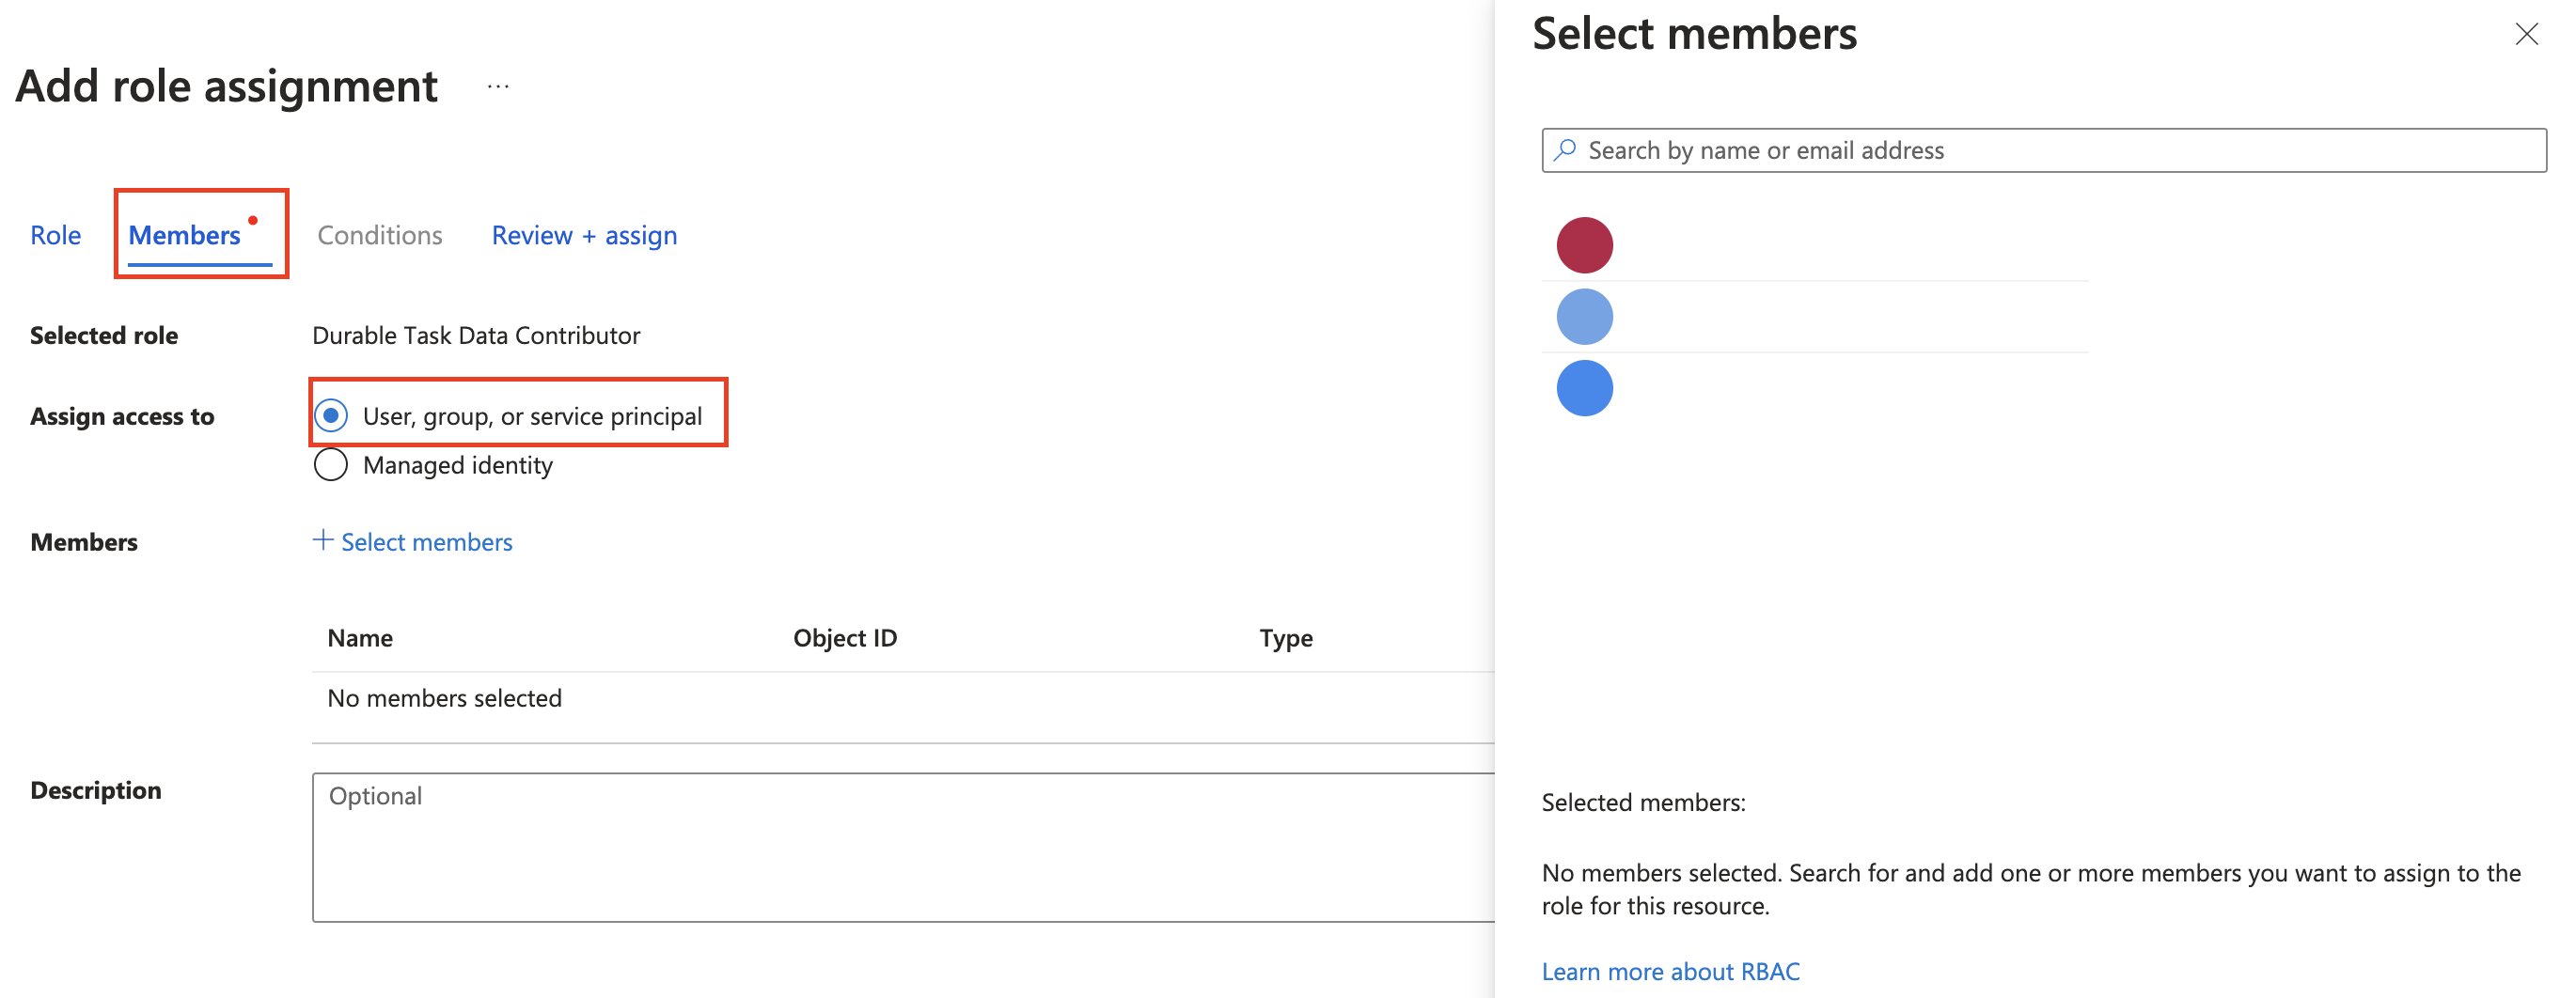 Add role assignment ...
Role Members Conditions Review + assign
Selected role Durable Task Data Contributor
Assign access to User, group, or service principal
Managed identity
Members + Select members
Name Object ID Type
No members selected
Description Optional
Select members
Search by name or email address
Selected members:
No members selected. Search for and add one or more members you want to assign to the
role for this resource.
Learn more about RBAC